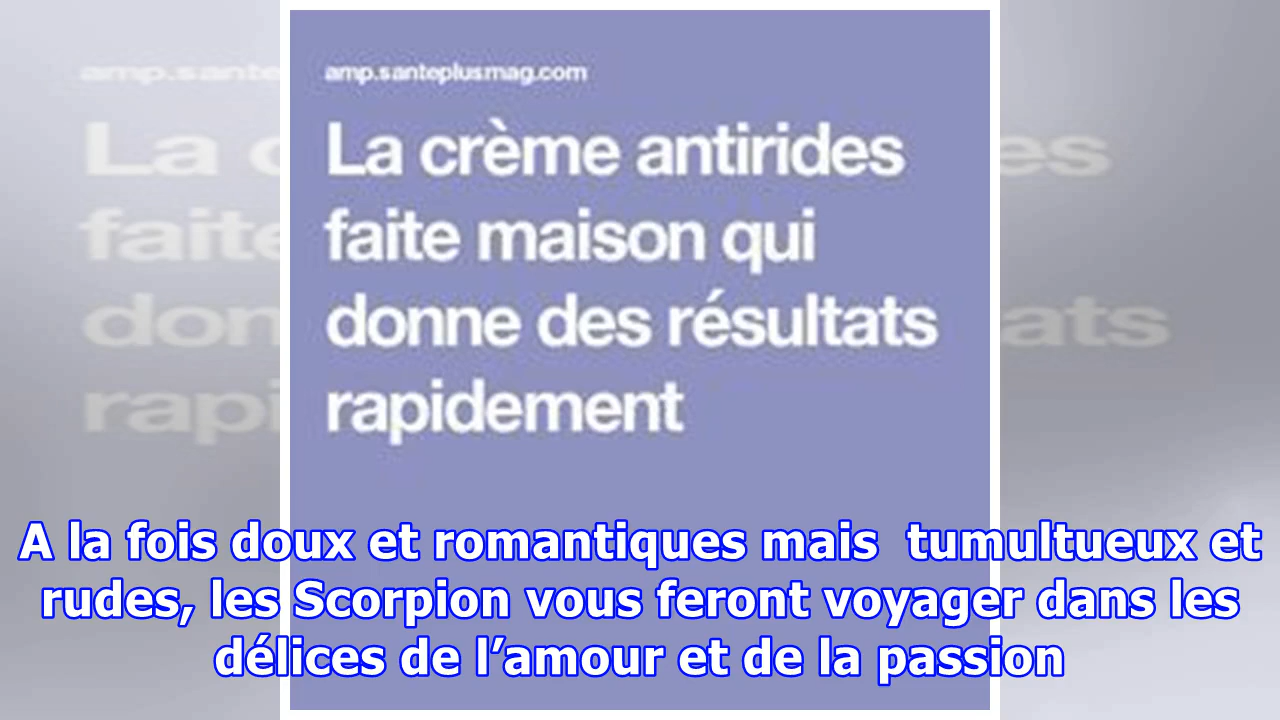 amp.santeplusmag.com
La crème antirides
faite maison qui
donne des résultats
rapidement
A la fois doux et romantiques mais  tumultueux et
rudes, les Scorpion vous feront voyager dans les
délices de l’amour et de la passion